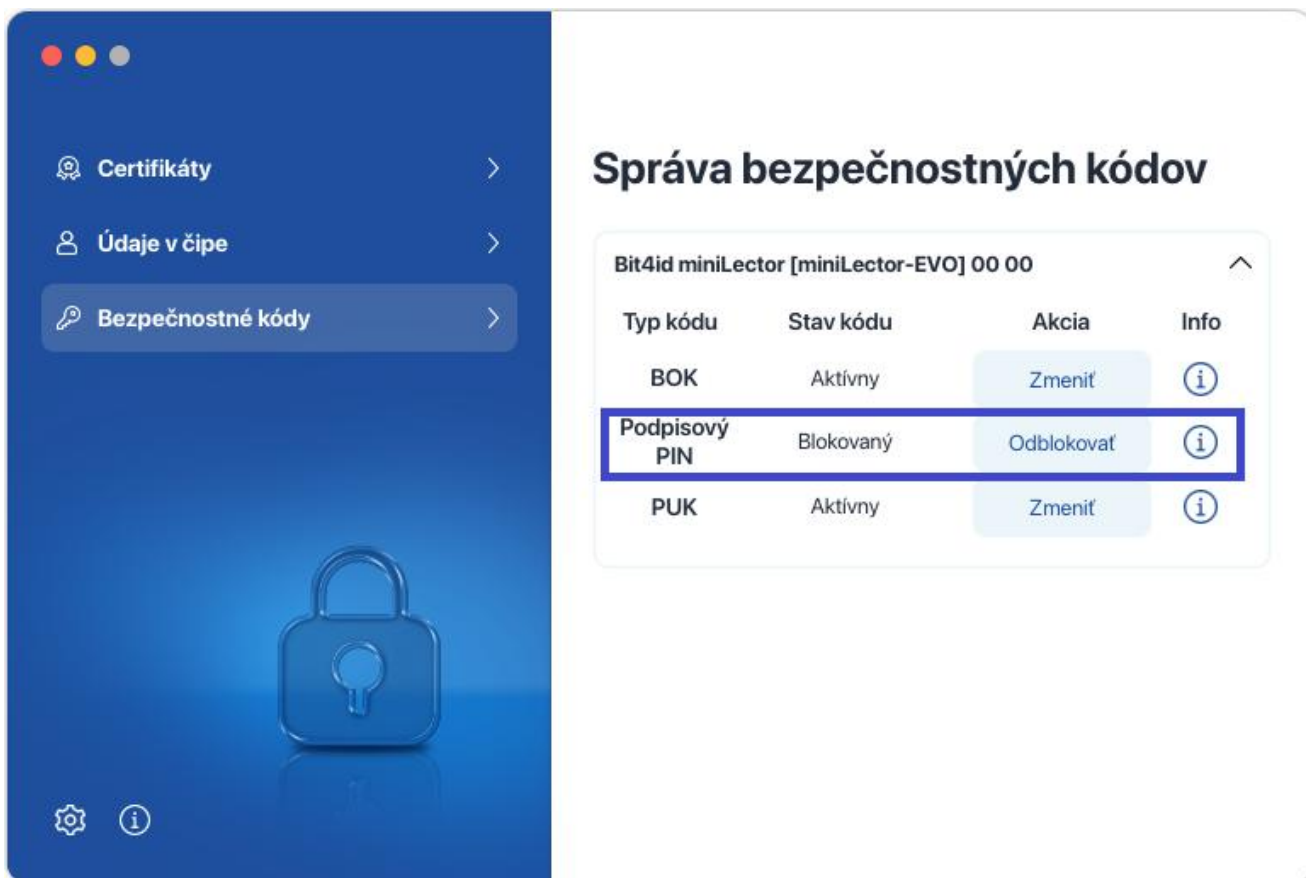 Certifikáty
Údaje v čipe
Bezpečnostné kódy
Správa bezpečnostných kódov
Bit4id miniLector [miniLector-EVO] 00 00
Typ kódu Stav kódu Akcia Info
BOK Aktívny Zmeniť
Podpisový
PIN Blokovaný Odblokovať
PUK Aktívny Zmeniť